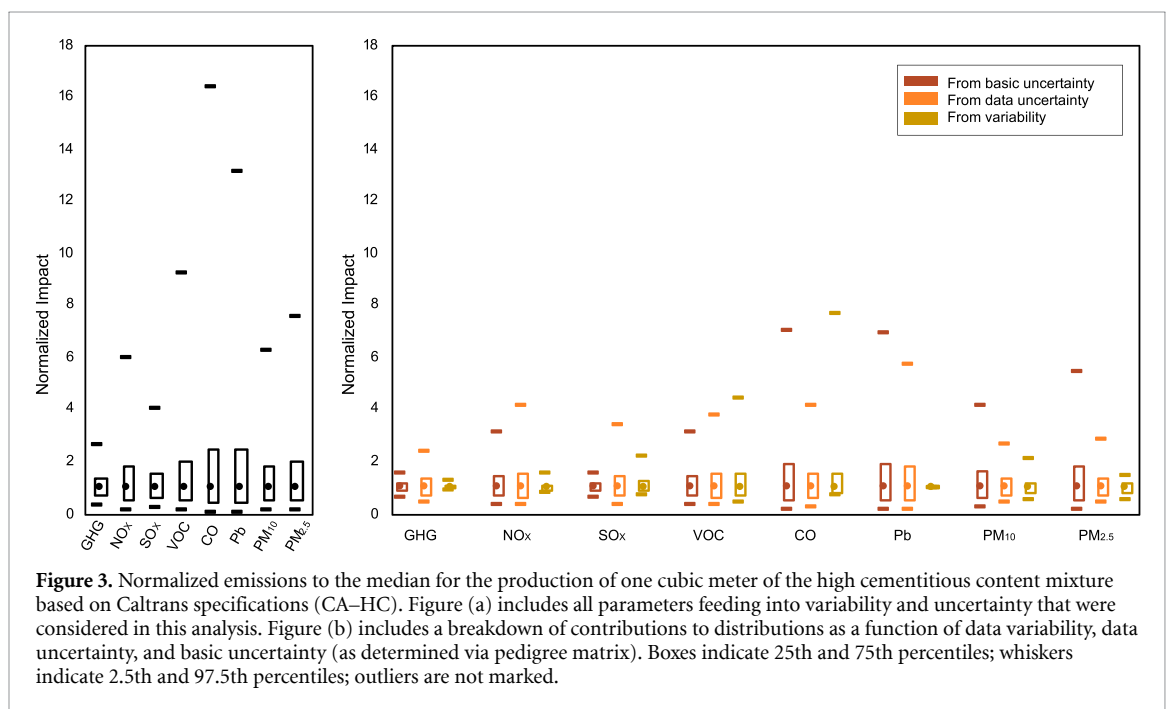 18
16
14
12
10
8
6
4
2
0
Normalized Impact
GHG
NOX
SOX
VOC
CO
Pb
PM10
PM2.5
18
16
14
12
10
8
6
4
2
0
Normalized Impact
From basic uncertainty
From data uncertainty
From variability
GHG
NOX
SOX
VOC
CO
Pb
PM10
PM2.5
Figure 3. Normalized emissions to the median for the production of one cubic meter of the high cementitious content mixture
based on Caltrans specifications (CA–HC). Figure (a) includes all parameters feeding into variability and uncertainty that were
considered in this analysis. Figure (b) includes a breakdown of contributions to distributions as a function of data variability, data
uncertainty, and basic uncertainty (as determined via pedigree matrix). Boxes indicate 25th and 75th percentiles; whiskers
indicate 2.5th and 97.5th percentiles; outliers are not marked.